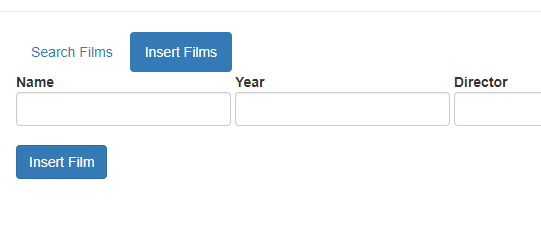 Search Films Insert Films
Name Year Director
Insert Film